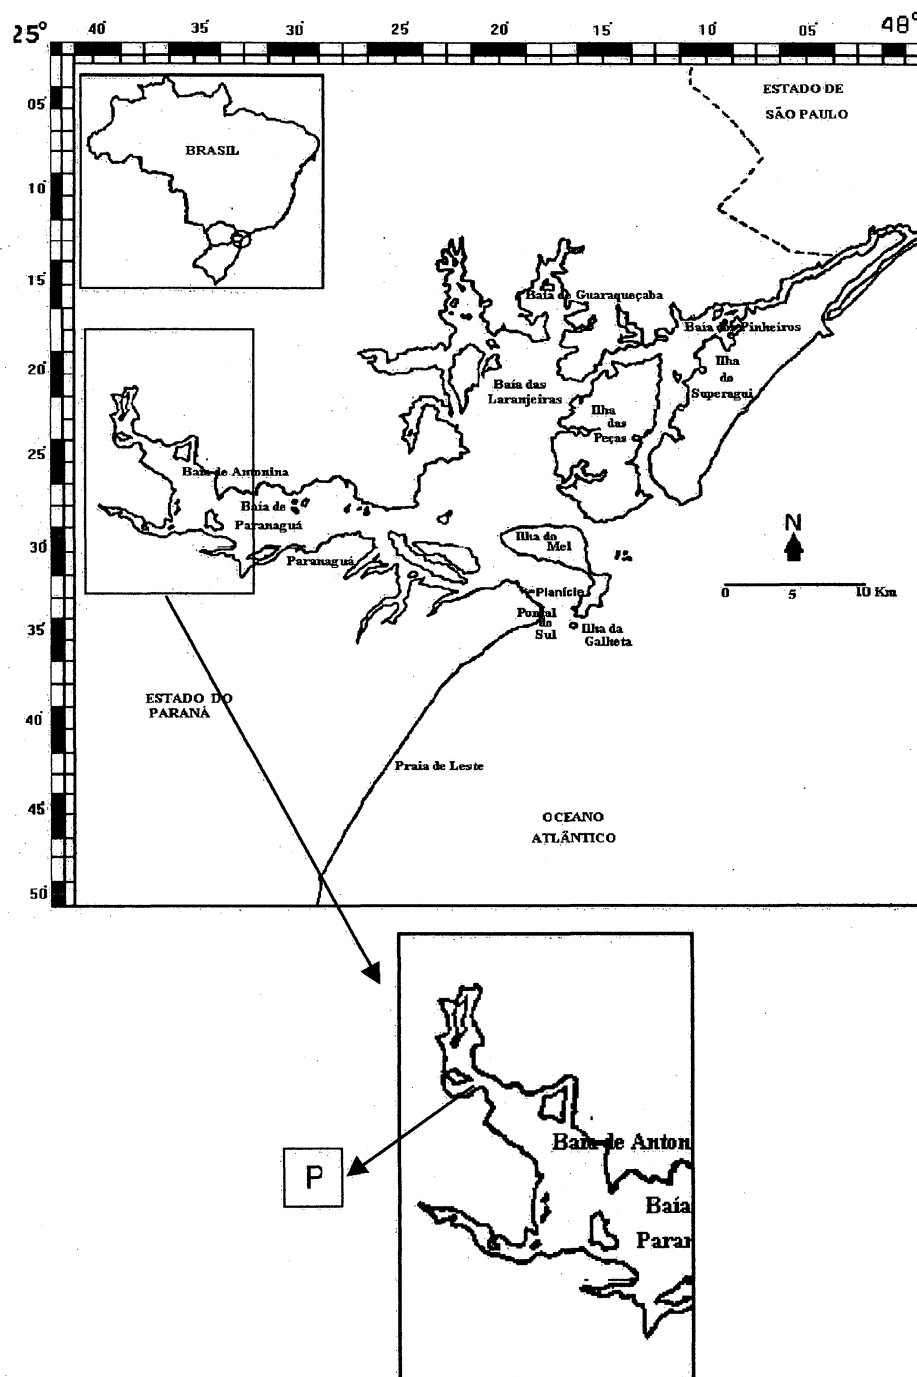 25°
40'
35'
30'
25'
20'
15'
10'
05'
48°
05'
10'
15'
20'
25'
30'
35'
40'
45'
50'
BRASIL
ESTADO DE
SÃO PAULO
Baía de Guaraqueçaba
Baía dos Pinheiros
Ilha
do
Superagui
Baía das
Laranjeiras
Ilha
das
Peças
Baía de Antonina
Baía de
Paranaguá
Paranaguá
Ilha do
Mel
Planície
Pontal
do
Sul
Ilha da
Galheta
N
0 5 10 Km
ESTADO DO
PARANÁ
Praia de Leste
OCEANO
ATLÂNTICO
P
Baía de Anton
Baía
Paran